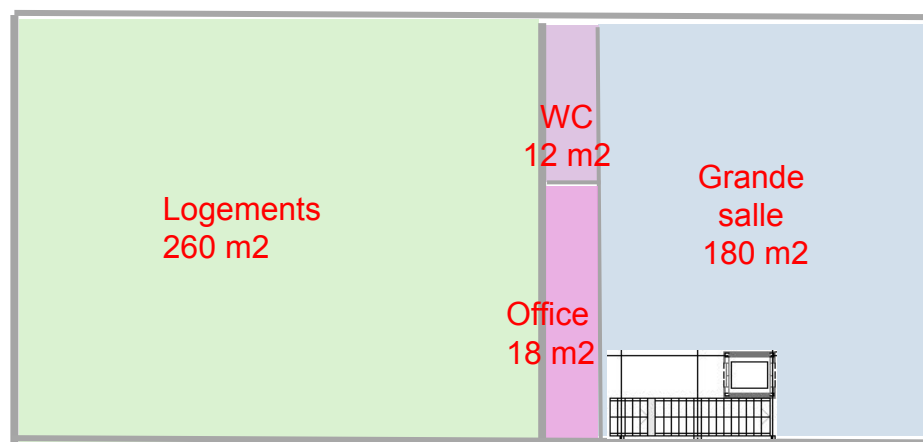 Logements
260 m2
WC
12 m2
Office
18 m2
Grande
salle
180 m2